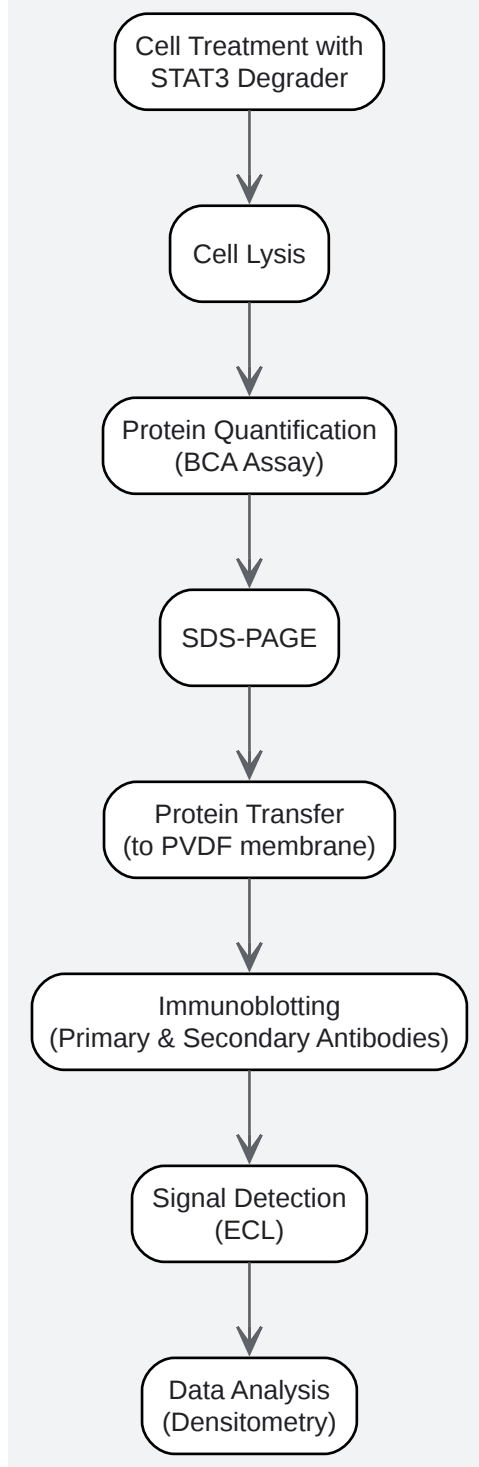 Cell Treatment with
STAT3 Degrader
Cell Lysis
Protein Quantification
(BCA Assay)
SDS-PAGE
Protein Transfer
(to PVDF membrane)
Immunoblotting
(Primary & Secondary Antibodies)
Signal Detection
(ECL)
Data Analysis
(Densitometry)